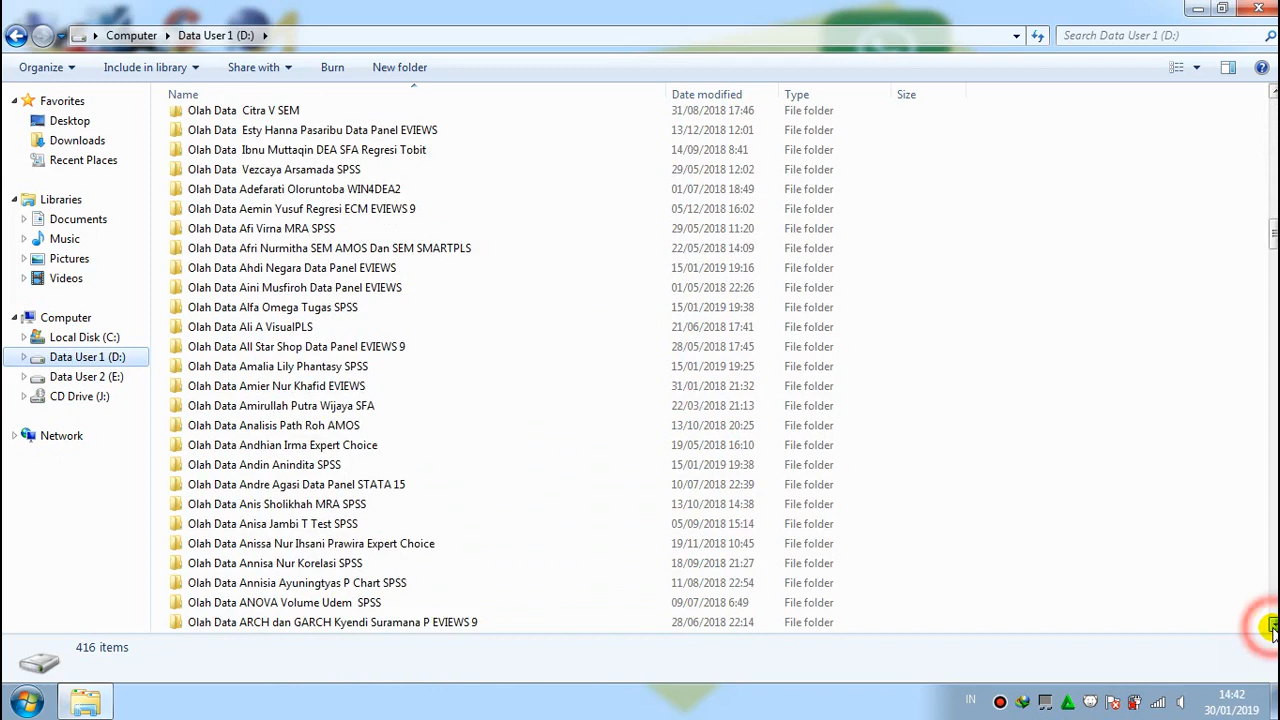 Computer
Data User 1 (D:)
Search Data User 1 (D:)
Organize
Include in library
Share with
Burn
New folder
Favorites
Desktop
Downloads
Recent Places
Libraries
Documents
Music
Pictures
Videos
Computer
Local Disk (C:)
Data User 1 (D:)
Data User 2 (E:)
CD Drive (J:)
Network
Name Date modified Type Size
Olah Data  Citra V SEM 31/08/2018 17:46 File folder
Olah Data  Esty Hanna Pasaribu Data Panel EVIEWS 13/12/2018 12:01 File folder
Olah Data  Ibnu Muttaqin DEA SFA Regresi Tobit 14/09/2018 8:41 File folder
Olah Data  Vezcaya Arsamada SPSS 29/05/2018 12:02 File folder
Olah Data Adefarati Oloruntoba WIN4DEA2 01/07/2018 18:49 File folder
Olah Data Aemin Yusuf Regresi ECM EVIEWS 9 05/12/2018 16:02 File folder
Olah Data Afi Virna MRA SPSS 29/05/2018 11:20 File folder
Olah Data Afri Nurmitha SEM AMOS Dan SEM SMARTPLS 22/05/2018 14:09 File folder
Olah Data Ahdi Negara Data Panel EVIEWS 15/01/2019 19:16 File folder
Olah Data Aini Musfiroh Data Panel EVIEWS 01/05/2018 22:26 File folder
Olah Data Alfa Omega Tugas SPSS 15/01/2019 19:38 File folder
Olah Data Ali A VisualPLS 21/06/2018 17:41 File folder
Olah Data All Star Shop Data Panel EVIEWS 9 28/05/2018 17:45 File folder
Olah Data Amalia Lily Phantasy SPSS 15/01/2019 19:25 File folder
Olah Data Amier Nur Khafid EVIEWS 31/01/2018 21:32 File folder
Olah Data Amirullah Putra Wijaya SFA 22/03/2018 21:13 File folder
Olah Data Analisis Path Roh AMOS 13/10/2018 20:25 File folder
Olah Data Andhian Irma Expert Choice 19/05/2018 16:10 File folder
Olah Data Andin Anindita SPSS 15/01/2019 19:38 File folder
Olah Data Andre Agasi Data Panel STATA 15 10/07/2018 22:39 File folder
Olah Data Anis Sholikhah MRA SPSS 13/10/2018 14:38 File folder
Olah Data Anisa Jambi T Test SPSS 05/09/2018 15:14 File folder
Olah Data Anissa Nur Ihsani Prawira Expert Choice 19/11/2018 10:45 File folder
Olah Data Annisa Nur Korelasi SPSS 18/09/2018 21:27 File folder
Olah Data Annisia Ayuningtyas P Chart SPSS 11/08/2018 22:54 File folder
Olah Data ANOVA Volume Udem  SPSS 09/07/2018 6:49 File folder
Olah Data ARCH dan GARCH Kyendi Suramana P EVIEWS 9 28/06/2018 22:14 File folder
416 items
IN
14:42
30/01/2019